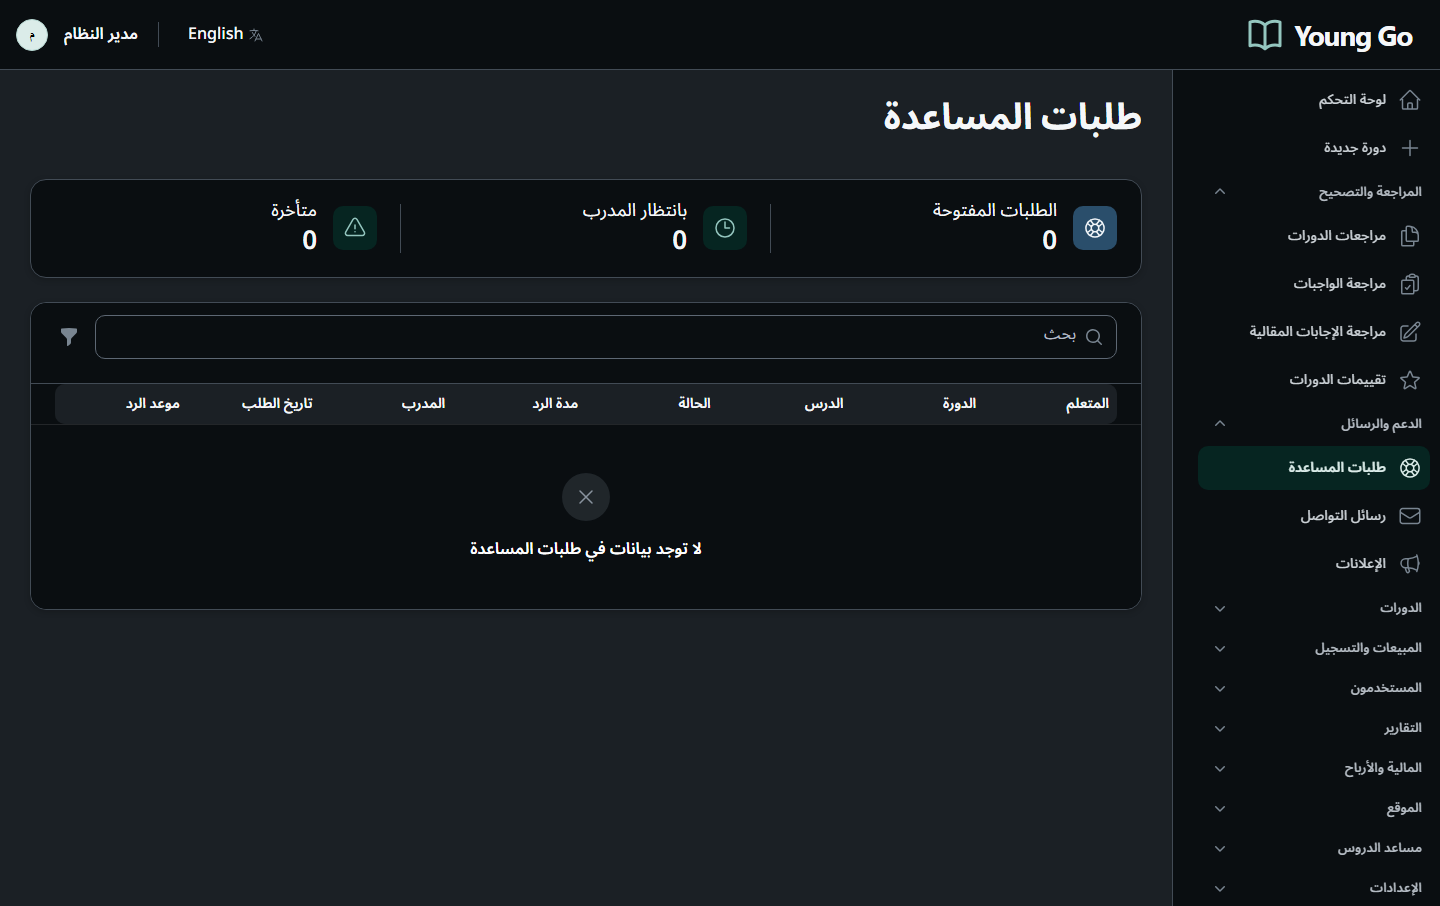 Young Go
English
مدير النظام
م
لوحة التحكم
دورة جديدة
المراجعة والتصحيح
مراجعات الدورات
مراجعة الواجبات
مراجعة الإجابات المقالية
تقييمات الدورات
الدعم والرسائل
طلبات المساعدة
رسائل التواصل
الإعلانات
الدورات
المبيعات والتسجيل
المستخدمون
التقارير
المالية والأرباح
الموقع
مساعد الدروس
الإعدادات
طلبات المساعدة
الطلبات المفتوحة
0
بانتظار المدرب
0
متأخرة
0
بحث
المتعلم الدورة الدرس الحالة مدة الرد المدرب تاريخ الطلب موعد الرد
لا توجد بيانات في طلبات المساعدة